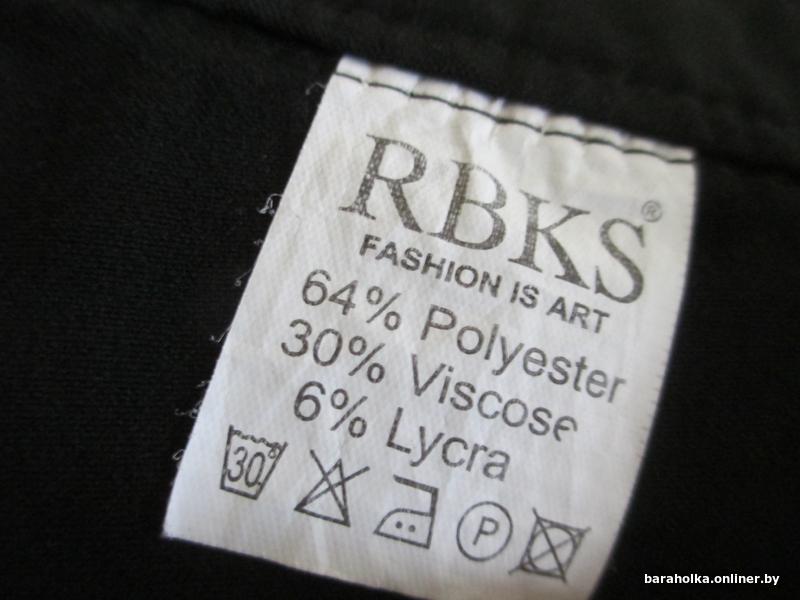 RBKS®
FASHION IS ART
64% Polyester
30% Viscose
6% Lycra
30° P
baraholka.onliner.by